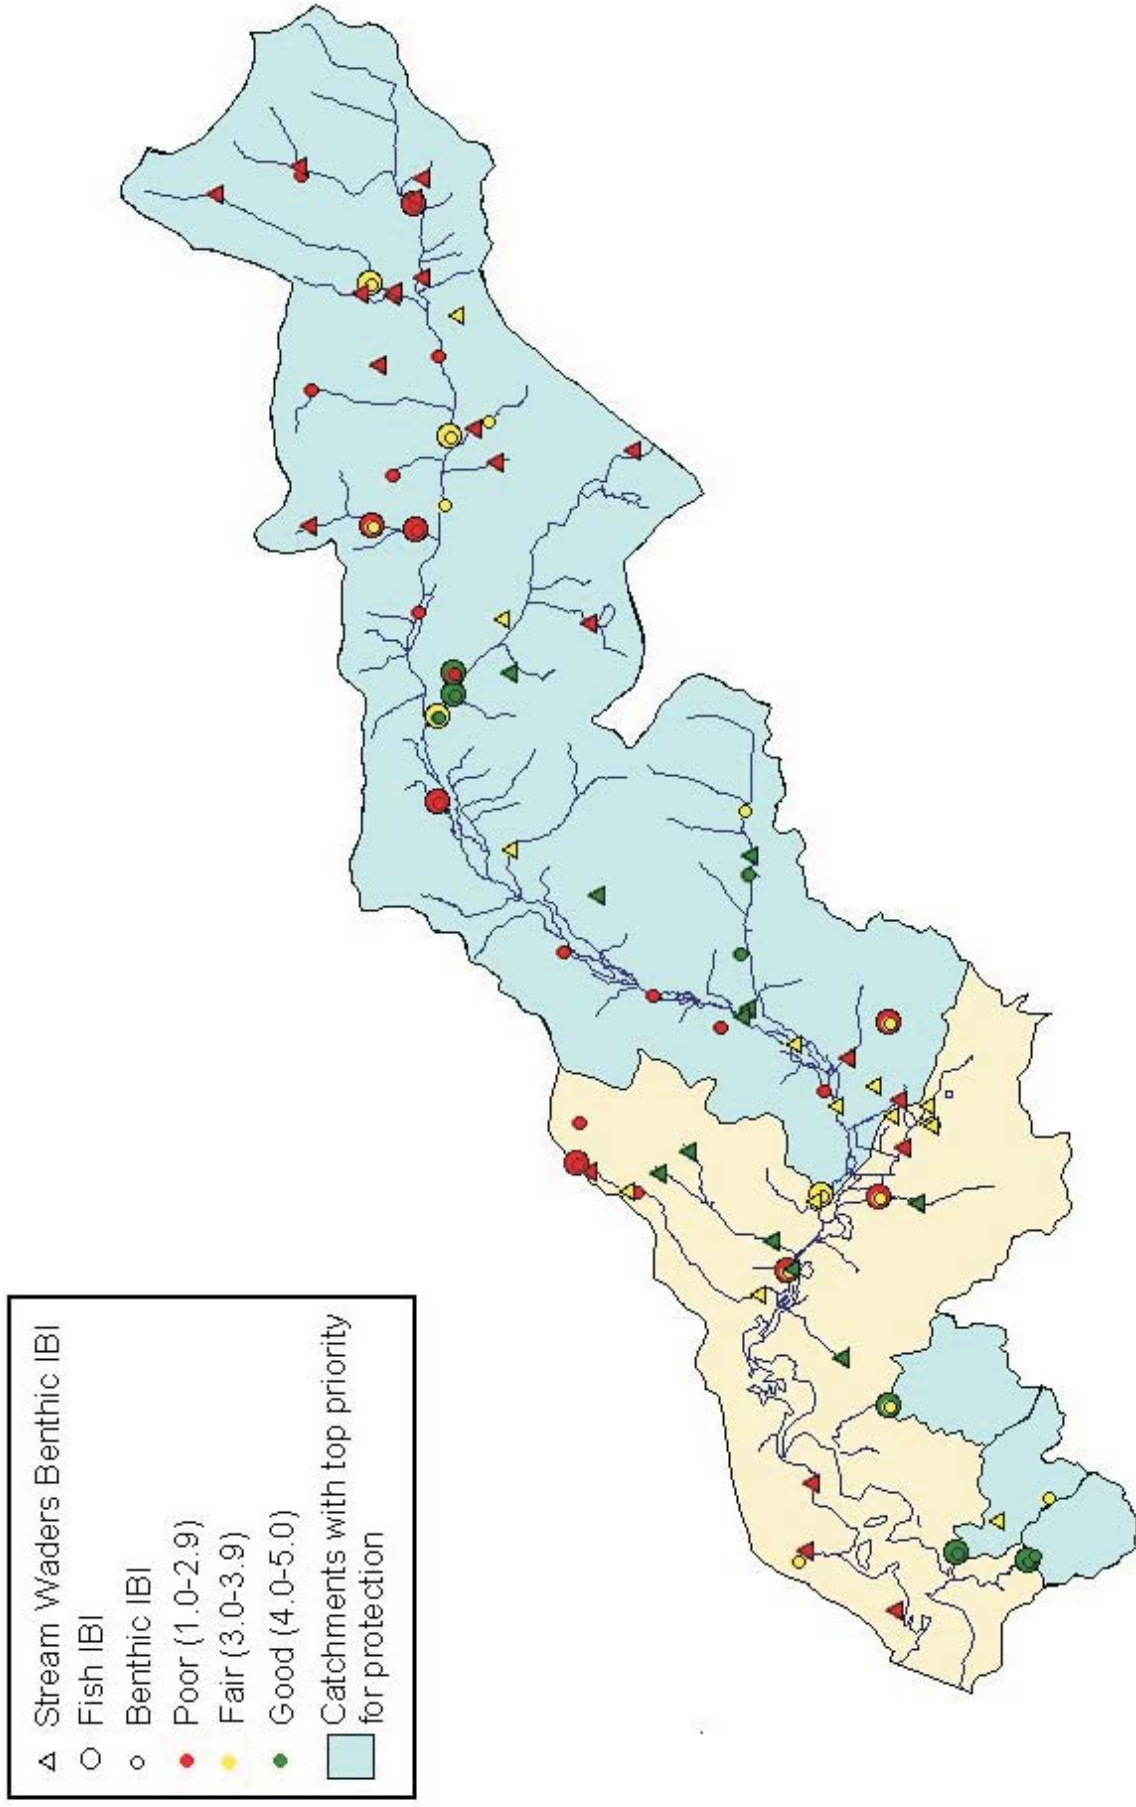 Stream Waders Benthic IBI
Fish IBI
Benthic IBI
Poor (1.0-2.9)
Fair (3.0-3.9)
Good (4.0-5.0)
Catchments with top priority
for protection